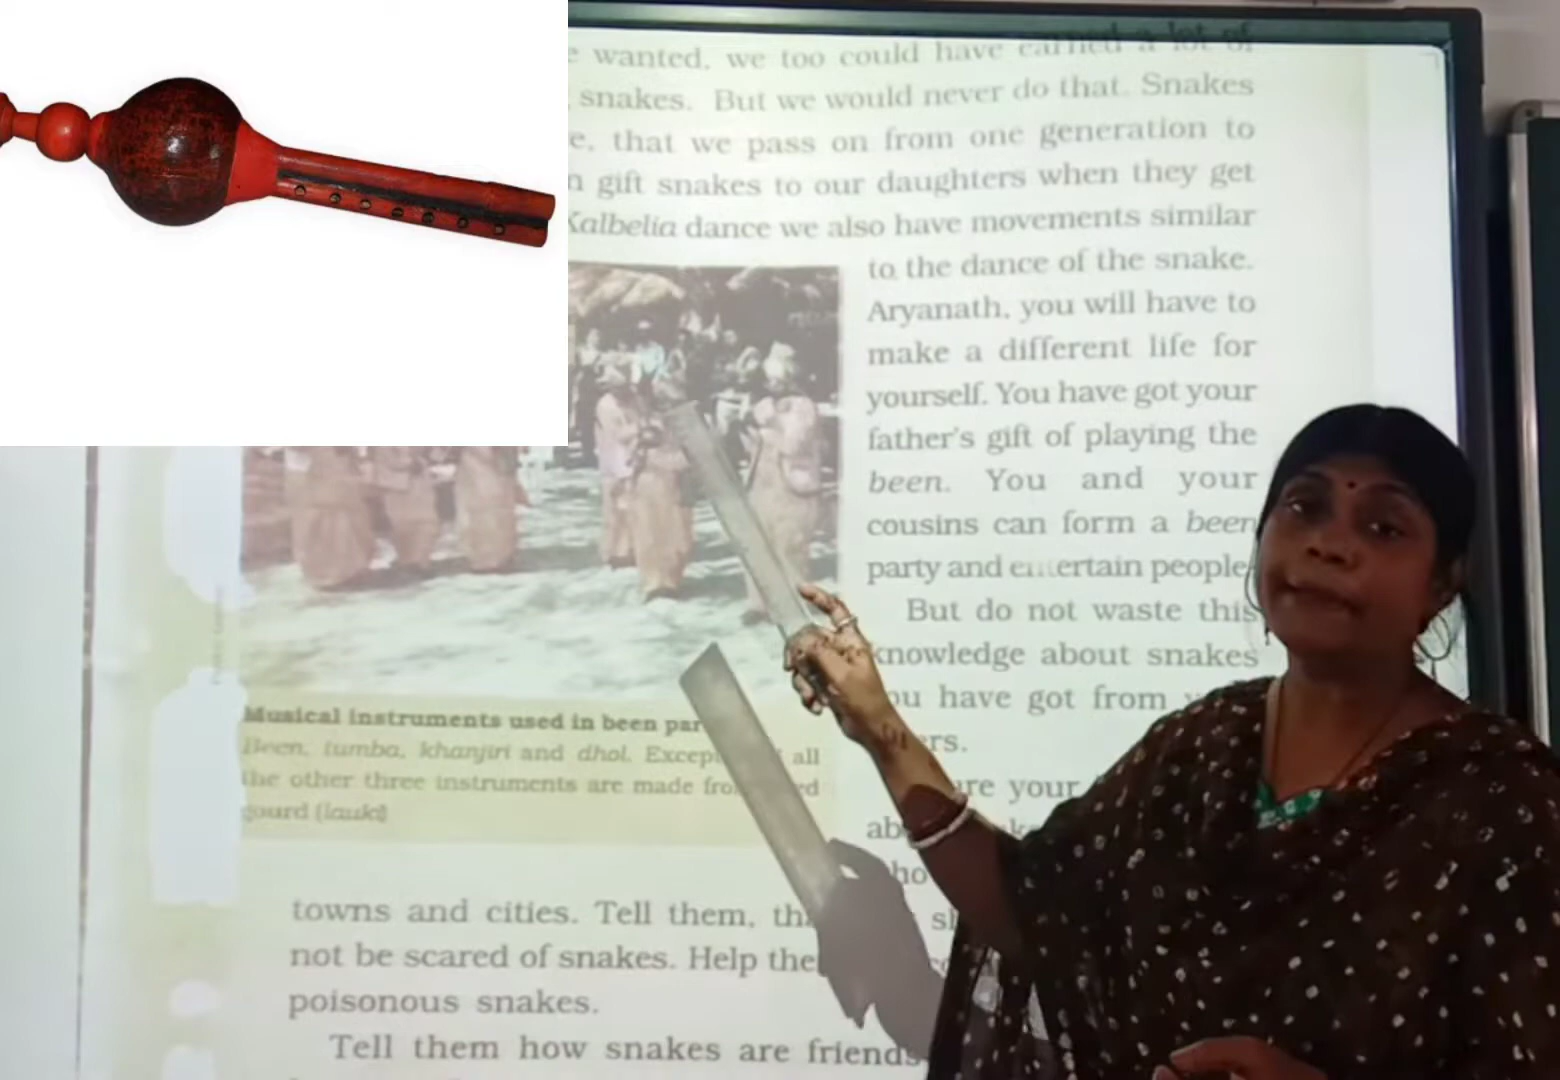 wanted, we too could have earned a lot of
snakes. But we would never do that. Snakes
that we pass on from one generation to
gift snakes to our daughters when they get
Kalbelia dance we also have movements similar
to the dance of the snake.
Aryanath, you will have to
make a different life for
yourself. You have got your
father's gift of playing the
been. You and your
cousins can form a been
party and entertain people.
But do not waste this
knowledge about snakes
have got from
Musical instruments used in been
Been, tumba, khanjiri and dhol. all
the other three instruments are made
gourd (lauki)
your
towns and cities. Tell them,
not be scared of snakes. Help
poisonous snakes.
Tell them how snakes are friends